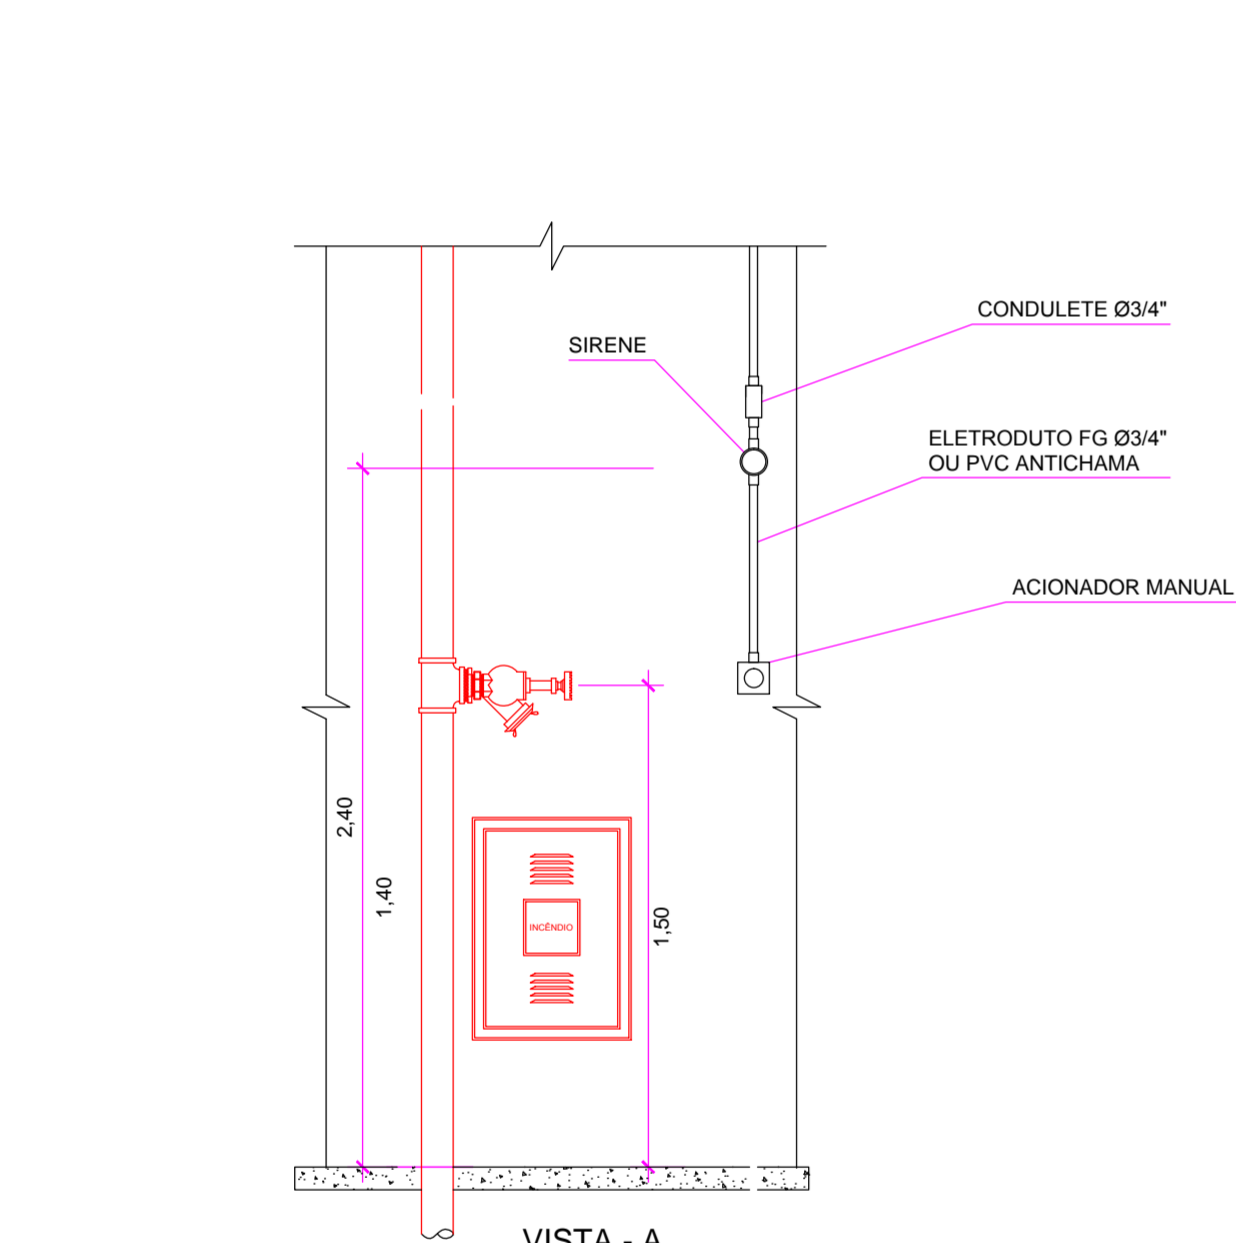 CONDULETE Ø3/4"
SIRENE
ELETRODUTO FG Ø3/4"
OU PVC ANTICHAMA
ACIONADOR MANUAL
2,40
1,40
1,50
INCÊNDIO
VISTA - A